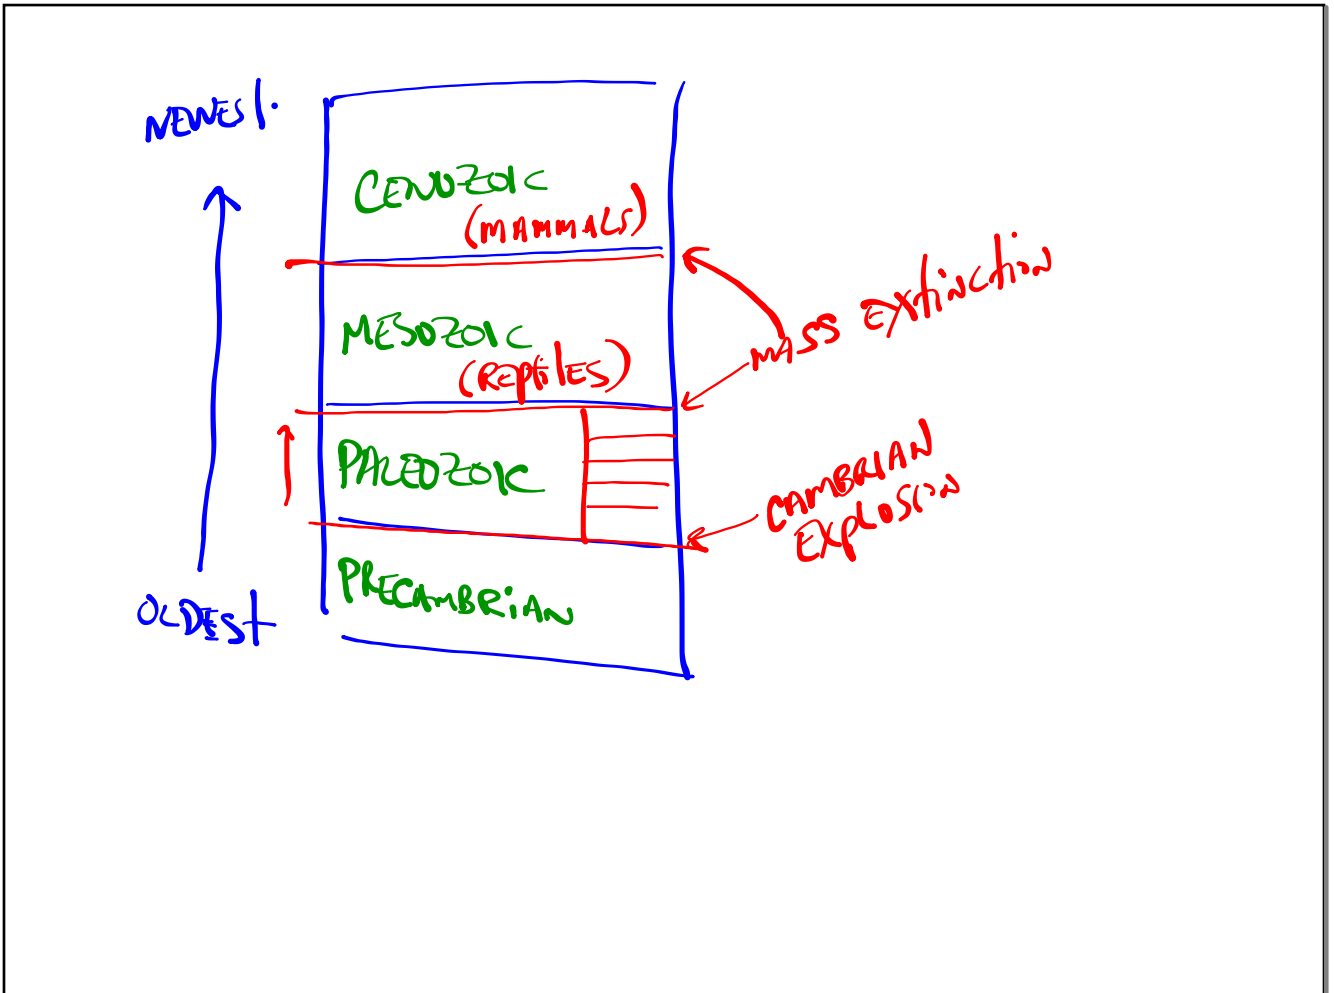 NEWEST.
CENOZOIC
(MAMMALS)
MASS EXtinction
MESOZOIC
(REPtiLES)
PALEOZOIC
CAMBRIAN
EXPLOSION
PRECAMBRiAN
OLDESt